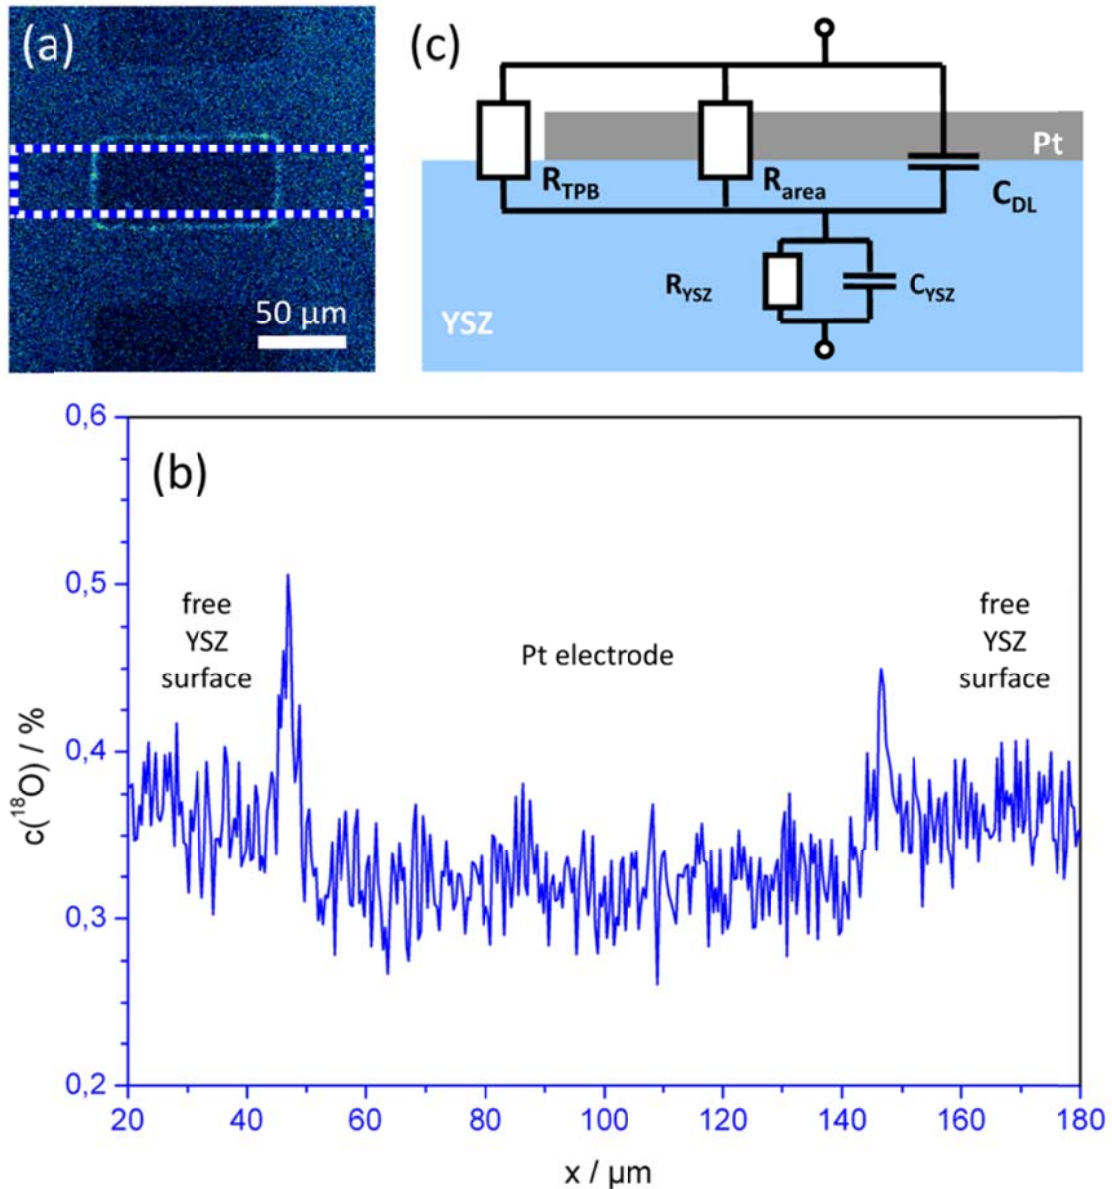 (a)
50 µm
(c)
Pt
R_TPB
R_area
C_DL
R_YSZ
C_YSZ
YSZ
(b)
0,6
0,5
0,4
0,3
0,2
c(¹⁸O) / %
free
YSZ
surface
Pt electrode
free
YSZ
surface
20 40 60 80 100 120 140 160 180
x / µm